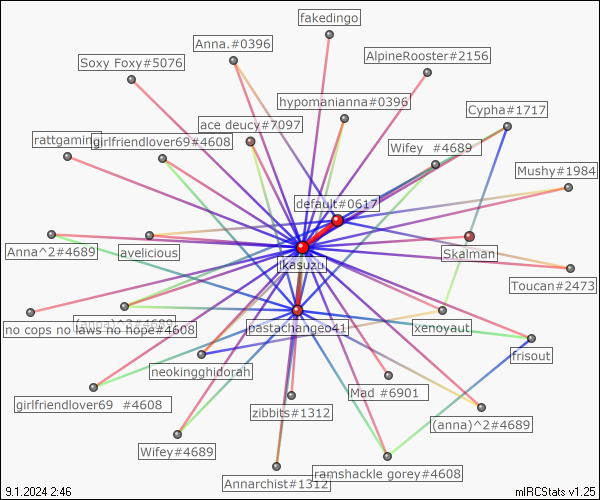 fakedingo
Anna.#0396
AlpineRooster#2156
Soxy Foxy#5076
hypomanianna#0396
Cypha#1717
ace deucy#7097
rattgaming
girlfriendlover69#4608
Wifey #4689
Mushy#1984
default#0617
Anna^2#4689
avelicious
Skalman
ikasuzu
Toucan#2473
(anna)^2#4689
no cops no laws no hope#4608
pastachangeo41
xenoyaut
frisout
neokingghidorah
Mad #6901
girlfriendlover69 #4608
zibbits#1312
(anna)^2#4689
Wifey#4689
ramshackle gorey#4608
Annarchist#1312
9.1.2024 2:46
mIRCStats v1.25